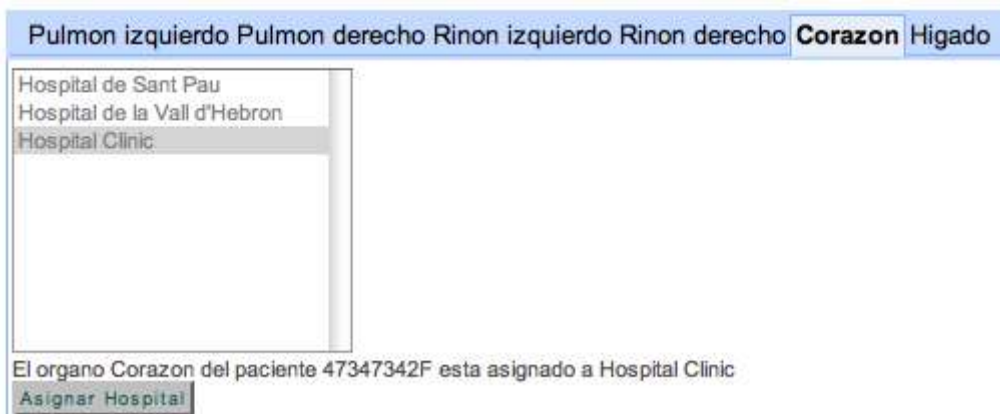 Pulmon izquierdo Pulmon derecho Rinon izquierdo Rinon derecho Corazon Higado
Hospital de Sant Pau
Hospital de la Vall d'Hebron
Hospital Clinic
El organo Corazon del paciente 47347342F esta asignado a Hospital Clinic
Asignar Hospital